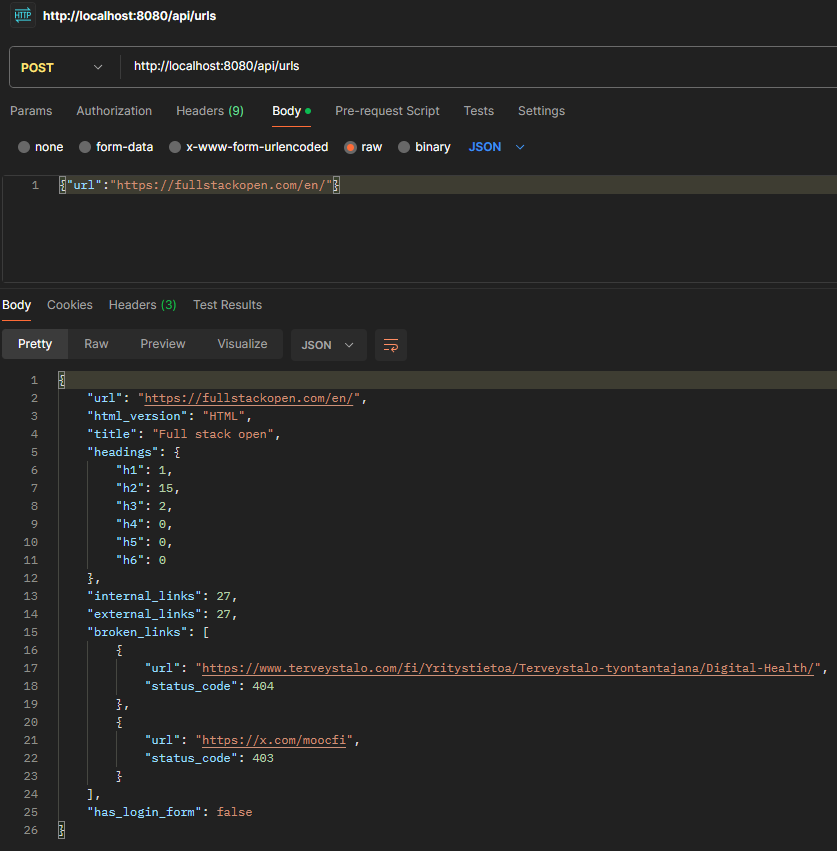 HTTP http://localhost:8080/api/urls
POST http://localhost:8080/api/urls
Params Authorization Headers (9) Body Pre-request Script Tests Settings
none form-data x-www-form-urlencoded raw binary JSON
1 {"url":"https://fullstackopen.com/en/"}
Body Cookies Headers (3) Test Results
Pretty Raw Preview Visualize JSON
1 {
2 "url": "https://fullstackopen.com/en/",
3 "html_version": "HTML",
4 "title": "Full stack open",
5 "headings": {
6 "h1": 1,
7 "h2": 15,
8 "h3": 2,
9 "h4": 0,
10 "h5": 0,
11 "h6": 0
12 },
13 "internal_links": 27,
14 "external_links": 27,
15 "broken_links": [
16 {
17 "url": "https://www.terveystalo.com/fi/Yritystietoa/Terveystalo-tyontantajana/Digital-Health/",
18 "status_code": 404
19 },
20 {
21 "url": "https://x.com/moocfi",
22 "status_code": 403
23 }
24 ],
25 "has_login_form": false
26 }